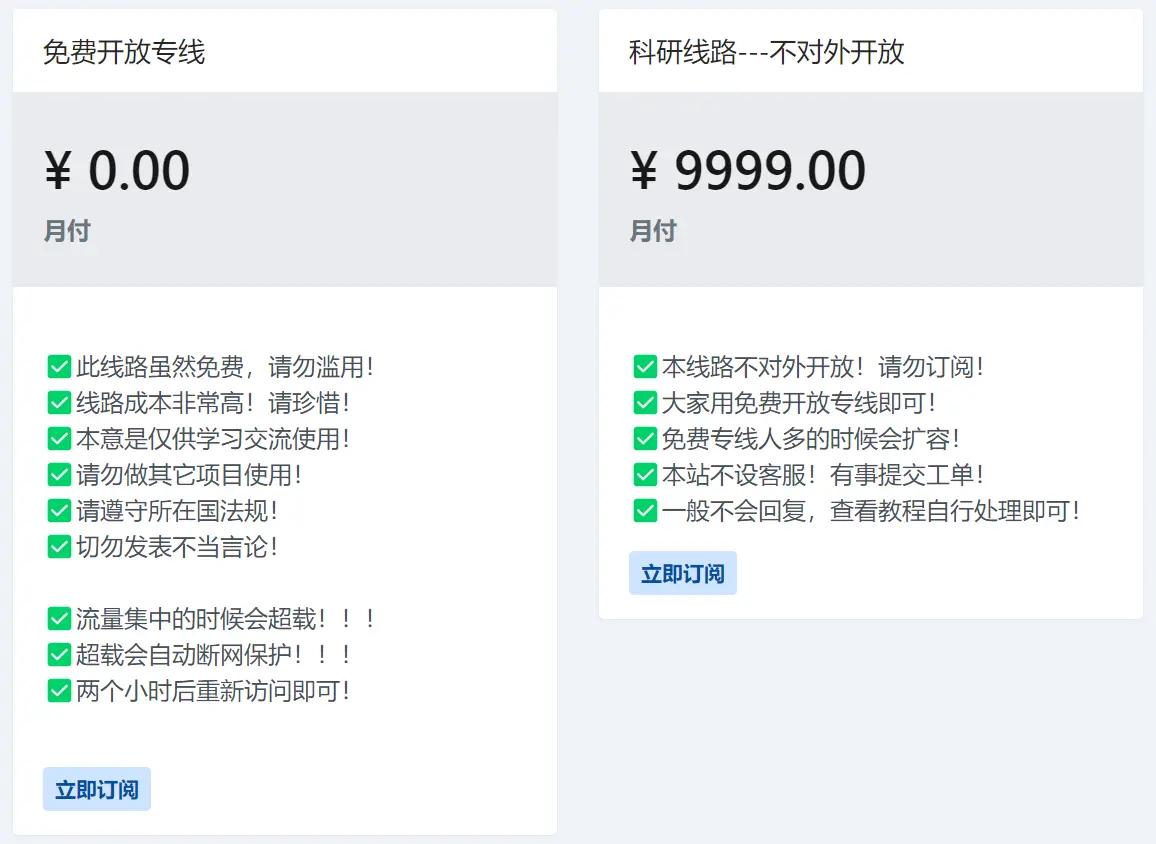 免费开放专线
¥ 0.00
月付
✅此线路虽然免费，请勿滥用！
✅线路成本非常高！请珍惜！
✅本意是仅供学习交流使用！
✅请勿做其它项目使用！
✅请遵守所在国法规！
✅切勿发表不当言论！
✅流量集中的时候会超载！！！
✅超载会自动断网保护！！！
✅两个小时后重新访问即可！
立即订阅
科研线路---不对外开放
¥ 9999.00
月付
✅本线路不对外开放！请勿订阅！
✅大家用免费开放专线即可！
✅免费专线人多的时候会扩容！
✅本站不设客服！有事提交工单！
✅一般不会回复，查看教程自行处理即可！
立即订阅